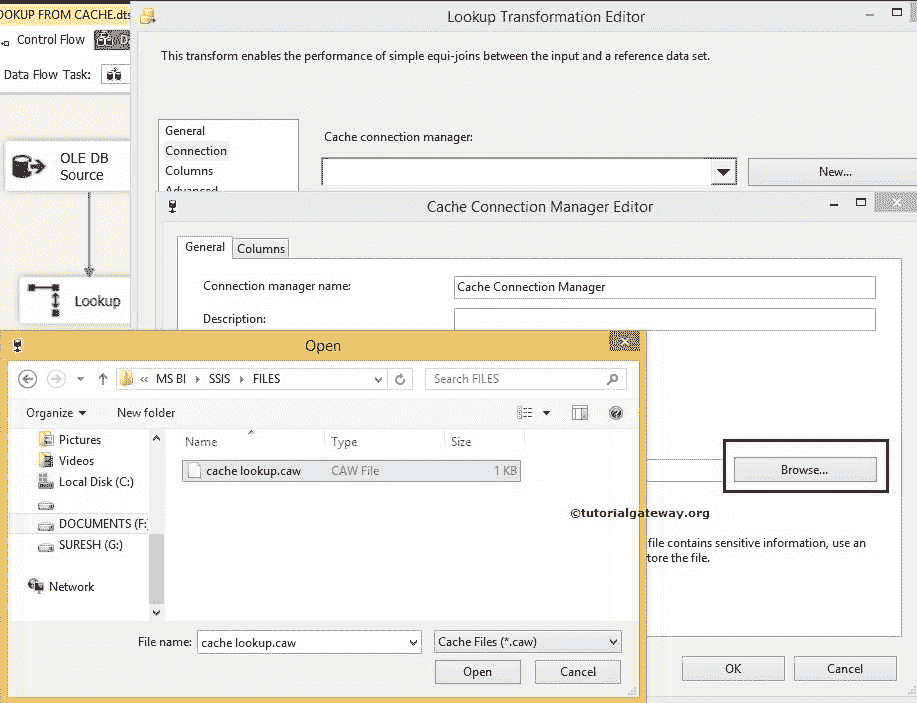 OOKUP FROM CACHE.dts
Lookup Transformation Editor
Control Flow
Data Flow Task:
This transform enables the performance of simple equi-joins between the input and a reference data set.
General
Connection
Columns
Advanced
Cache connection manager:
New...
OLE DB
Source
Lookup
Cache Connection Manager Editor
General
Columns
Connection manager name:
Cache Connection Manager
Description:
Open
« MS BI SSIS FILES
Search FILES
Organize
New folder
Pictures
Videos
Local Disk (C:)
DOCUMENTS (F:
SURESH (G:)
Network
Name Type Size
cache lookup.caw CAW File 1 KB
Browse...
©tutorialgateway.org
file contains sensitive information, use an
tore the file.
File name:
cache lookup.caw
Cache Files (*.caw)
Open
Cancel
OK
Cancel